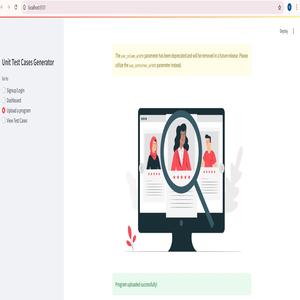 localhost:8501
Deploy
The use_column_width parameter has been deprecated and will be removed in a future release. Please
utilize the use_container_width parameter instead.
Unit Test Cases Generator
Go to
Signup/Login
Dashboard
Upload a program
View Test Cases
Program uploaded successfully!